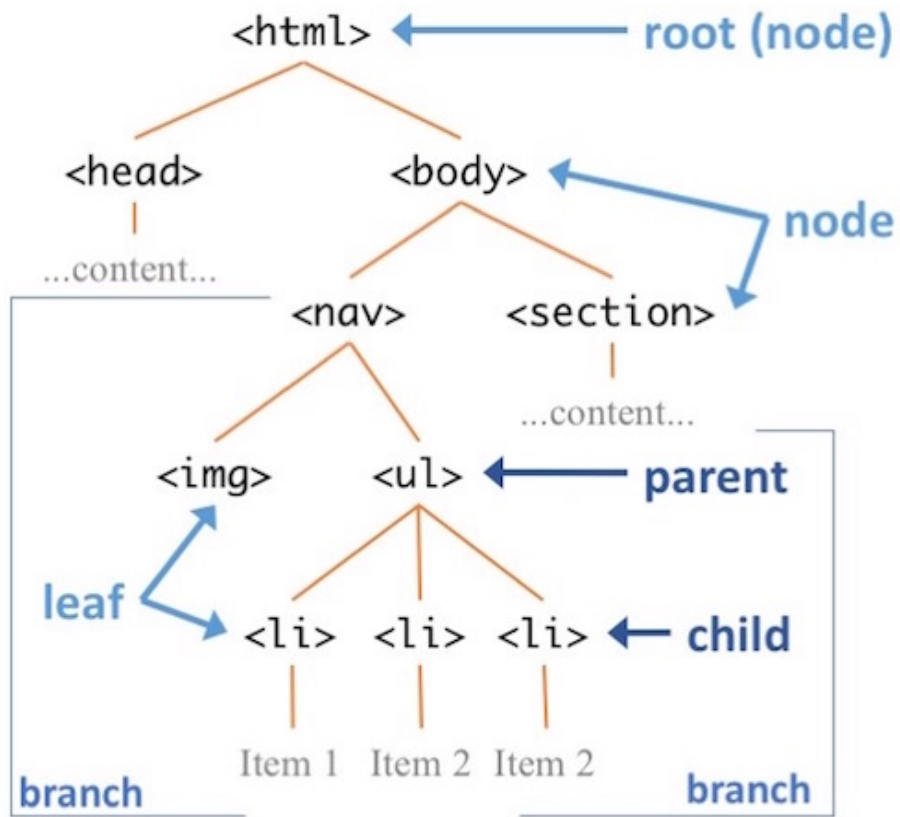 <html> root (node)
<head> <body>
node
...content...
<nav> <section>
...content...
<img> <ul> parent
leaf
<li> <li> <li> child
Item 1 Item 2 Item 2
branch branch